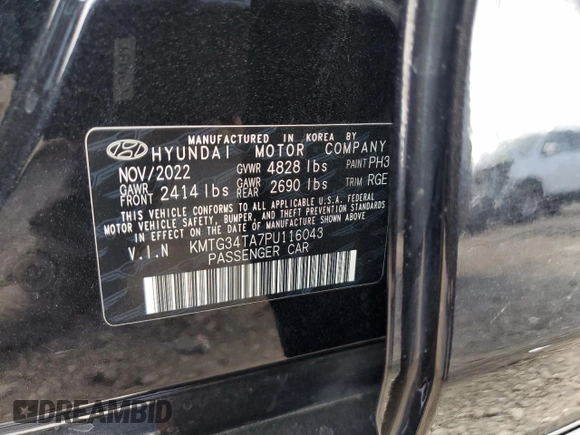 MANUFACTURED IN KOREA BY
HYUNDAI MOTOR COMPANY
NOV/2022 GVWR 4828 lbs PAINT PH3
GAWR FRONT 2414 lbs GAWR REAR 2690 lbs TRIM RGE
THIS VEHICLE CONFORMS TO ALL APPLICABLE U.S.A. FEDERAL
MOTOR VEHICLE SAFETY, BUMPER, AND THEFT PREVENTION STANDARDS
IN EFFECT ON THE DATE OF MANUFACTURE SHOWN ABOVE.
V.I.N KMTG34TA7PU116043
PASSENGER CAR
DREAMBID